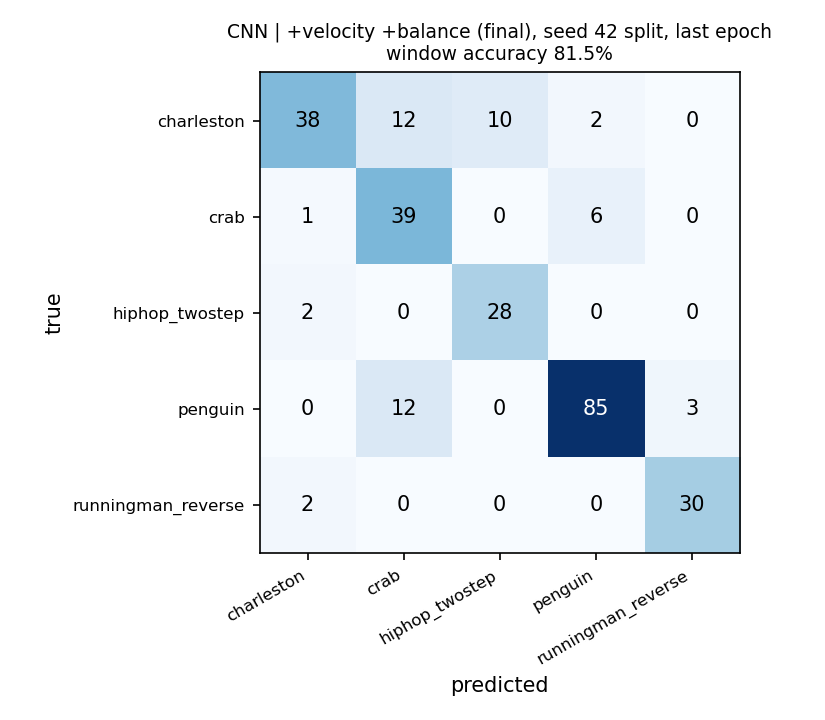 CNN | +velocity +balance (final), seed 42 split, last epoch
window accuracy 81.5%
charleston 38 12 10 2 0
crab 1 39 0 6 0
hiphop_twostep 2 0 28 0 0
penguin 0 12 0 85 3
runningman_reverse 2 0 0 0 30
true
charleston crab hiphop_twostep penguin runningman_reverse
predicted